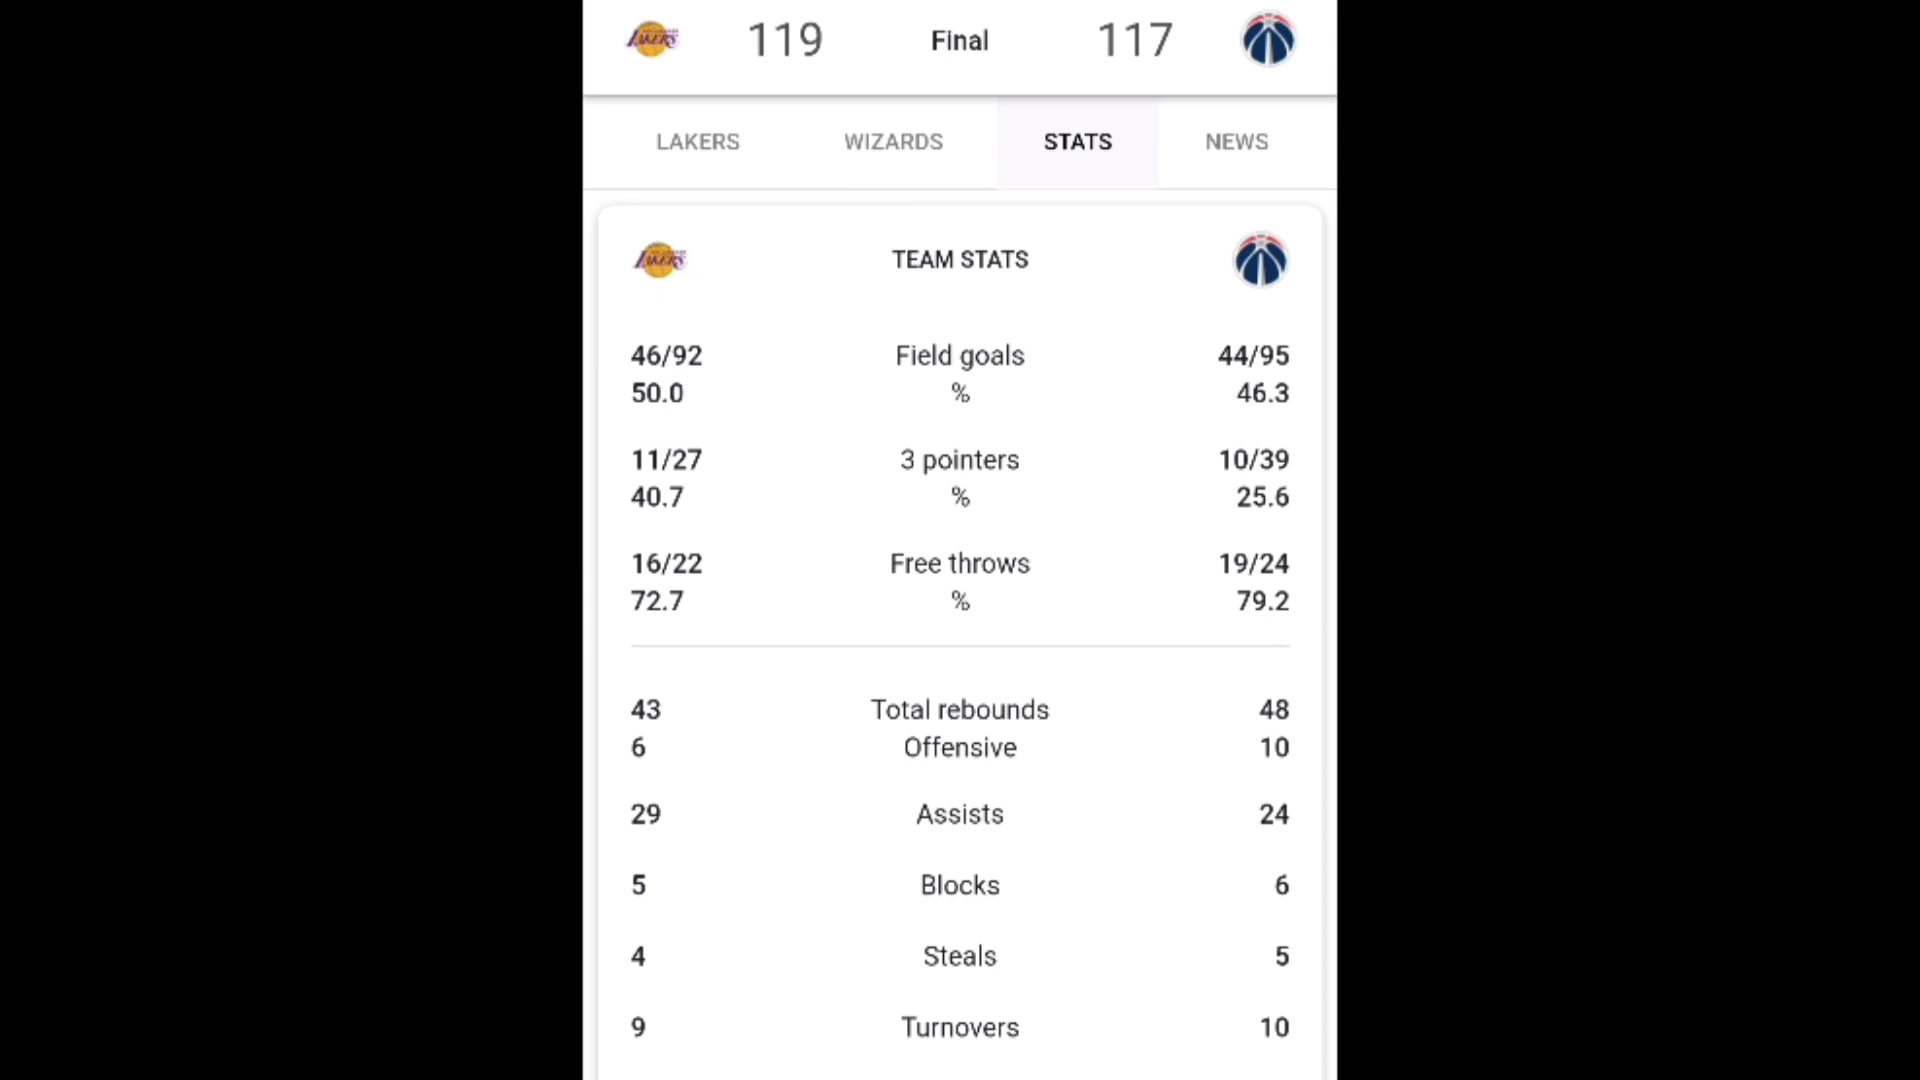 LAKERS 119 Final 117
LAKERS WIZARDS STATS NEWS
LAKERS TEAM STATS
46/92 Field goals 44/95
50.0 % 46.3
11/27 3 pointers 10/39
40.7 % 25.6
16/22 Free throws 19/24
72.7 % 79.2
43 Total rebounds 48
6 Offensive 10
29 Assists 24
5 Blocks 6
4 Steals 5
9 Turnovers 10